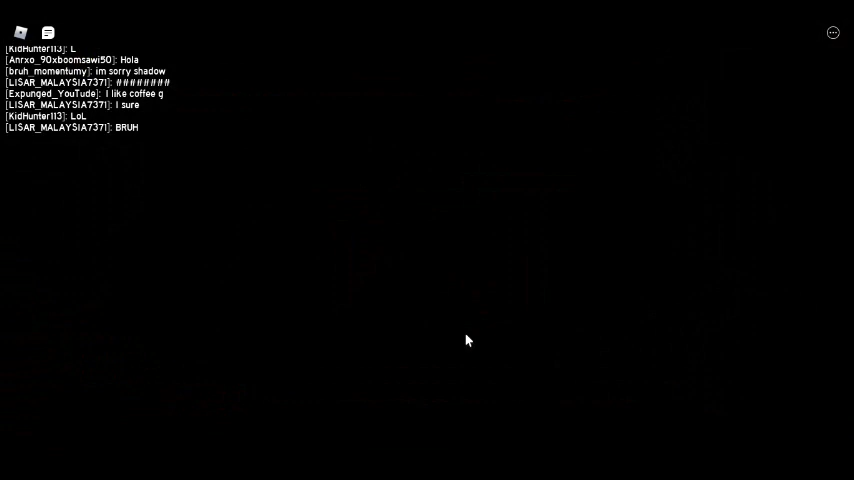 [KidHunter113]: L
[Anrxo_90xboomsawi50]: Hola
[bruh_momentumy]: im sorry shadow
[LISAR_MALAYSIA7371]: ########
[Expunged_YouTude]: I like coffee g
[LISAR_MALAYSIA7371]: I sure
[KidHunter113]: LoL
[LISAR_MALAYSIA7371]: BRUH